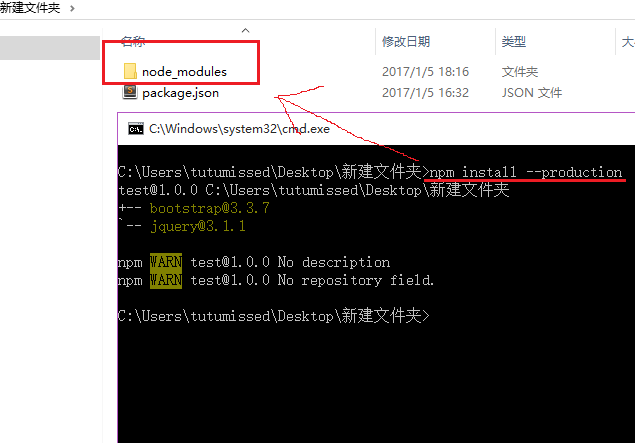 新建文件夹
名称 修改日期 类型 大
node_modules 2017/1/5 18:16 文件夹
package.json 2017/1/5 16:32 JSON 文件
C:\Windows\system32\cmd.exe
C:\Users\tutumissed\Desktop\新建文件夹>npm install --production
test@1.0.0 C:\Users\tutumissed\Desktop\新建文件夹
+-- bootstrap@3.3.7
`-- jquery@3.1.1
npm WARN test@1.0.0 No description
npm WARN test@1.0.0 No repository field.
C:\Users\tutumissed\Desktop\新建文件夹>